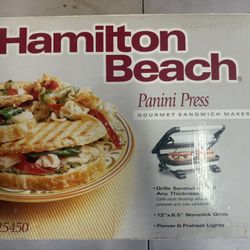 Hamilton
Beach®
Panini Press
GOURMET SANDWICH MAKER
• Grills Sandwiches
Any Thickness
• 12" x 8.5" Nonstick Grids
• Power & Preheat Lights
25450